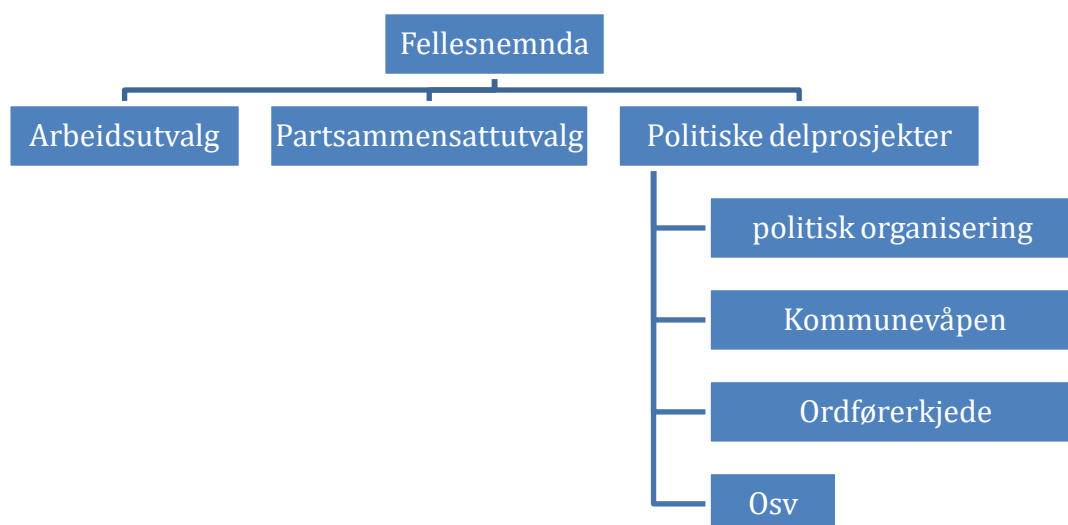 Fellesnemnda
Arbeidsutvalg
Partsammensattutvalg
Politiske delprosjekter
politisk organisering
Kommunevåpen
Ordførerkjede
Osv